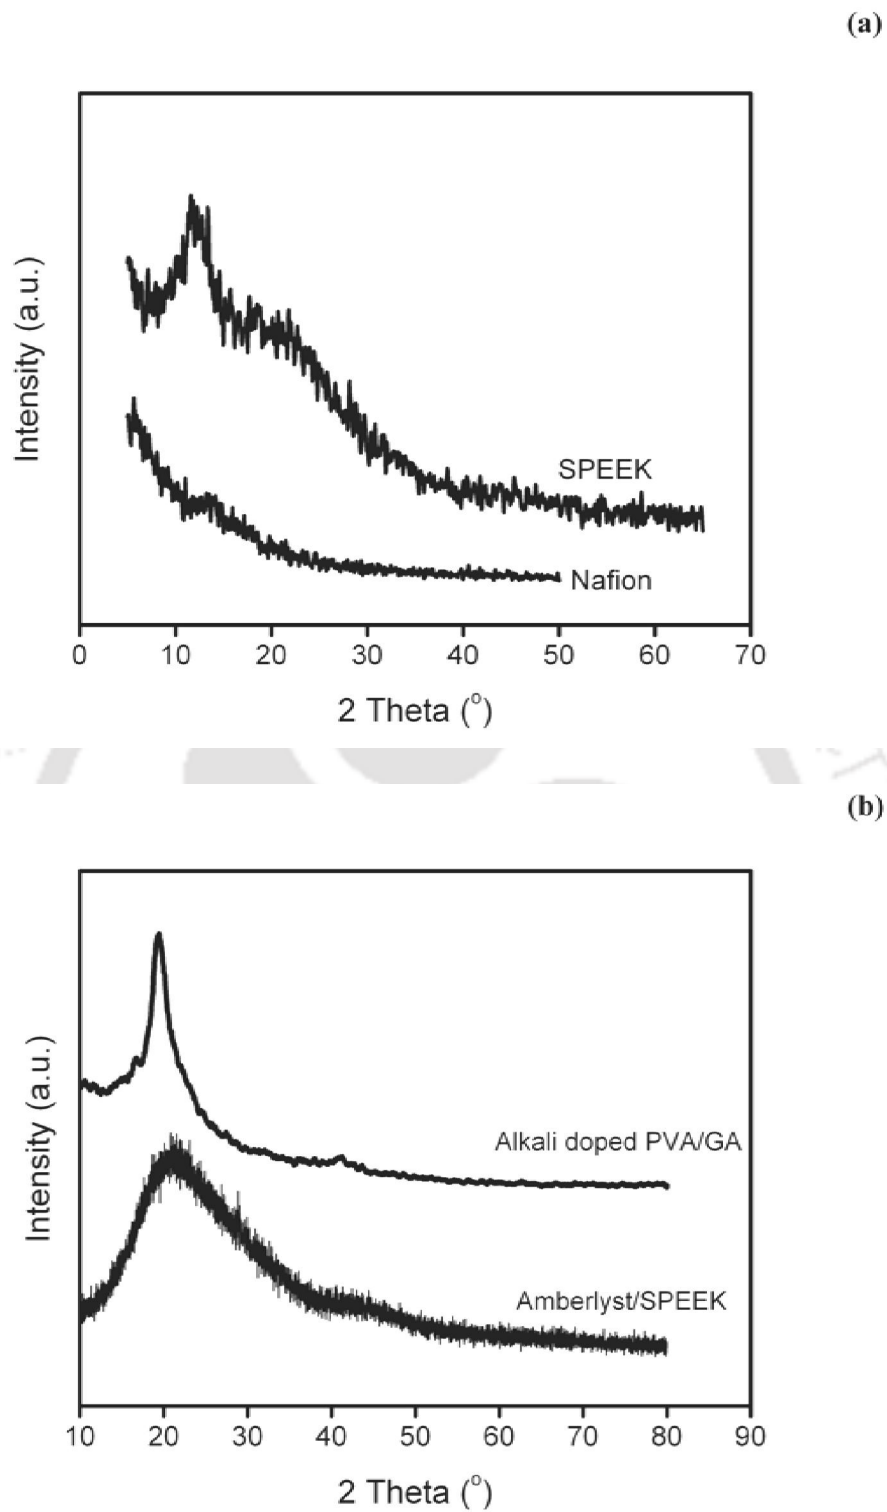 (a)
Intensity (a.u.)
SPEEK
Nafion
0 10 20 30 40 50 60 70
2 Theta (°)
(b)
Intensity (a.u.)
Alkali doped PVA/GA
Amberlyst/SPEEK
10 20 30 40 50 60 70 80 90
2 Theta (°)